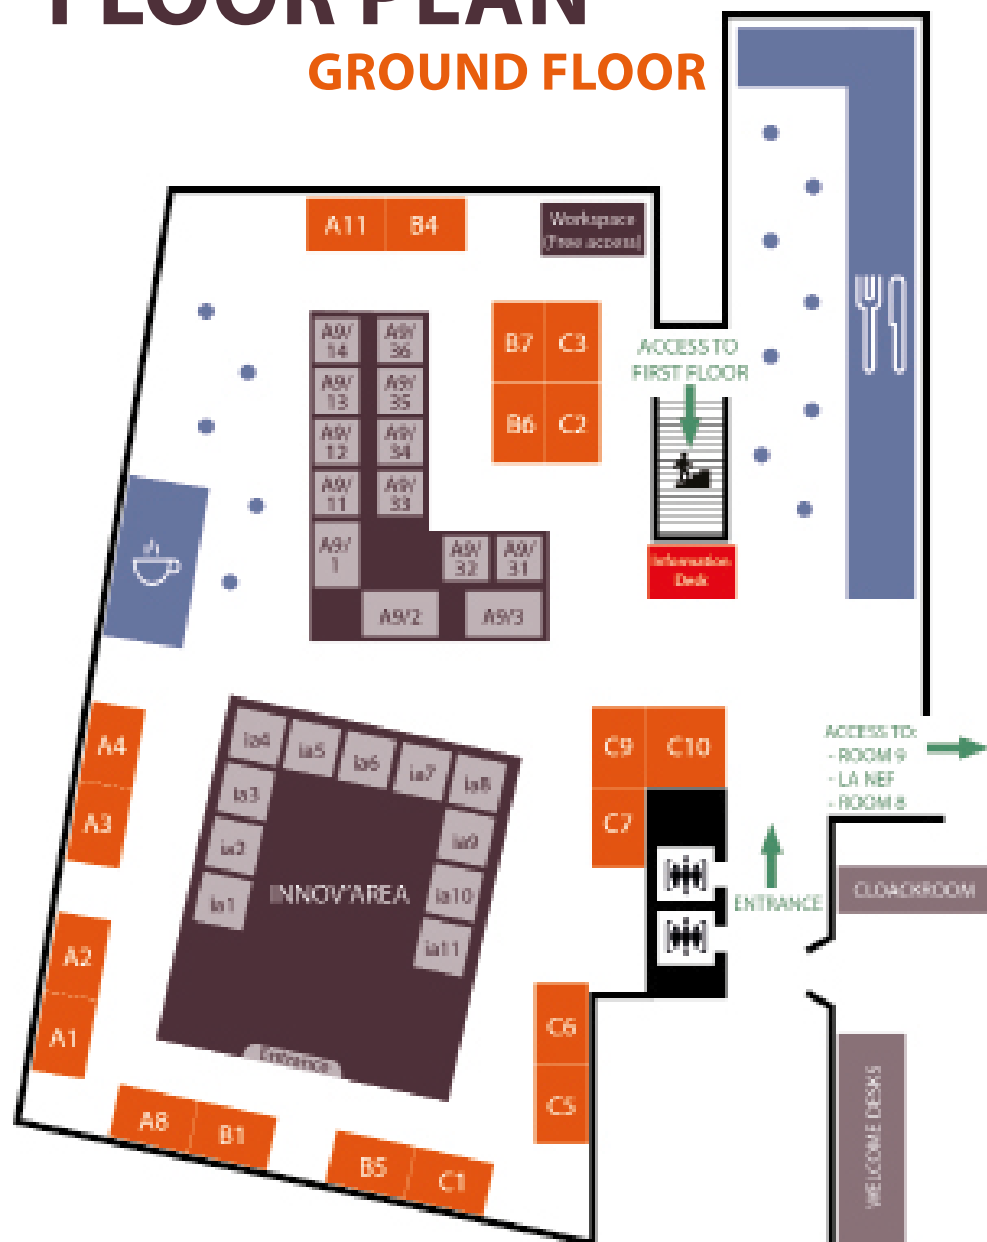 FLOOR PLAN
GROUND FLOOR
A11
B4
Workspace
(Free access)
A9/
14
A9/
36
A9/
13
A9/
35
A9/
12
A9/
34
A9/
11
A9/
33
A9/
1
A9/
32
A9/
31
A9/2
A9/3
B7
C3
B6
C2
ACCESS TO
FIRST FLOOR
Information
Desk
A4
A3
A2
A1
ia4
ia5
ia6
ia7
ia8
ia3
ia9
ia2
ia10
ia1
ia11
INNOV'AREA
Entrance
C9
C10
C7
ACCESS TO:
- ROOM 9
- LA NEF
- ROOM 8
ENTRANCE
CLOACKROOM
C6
C5
A8
B1
B5
C1
WELCOME DESKS